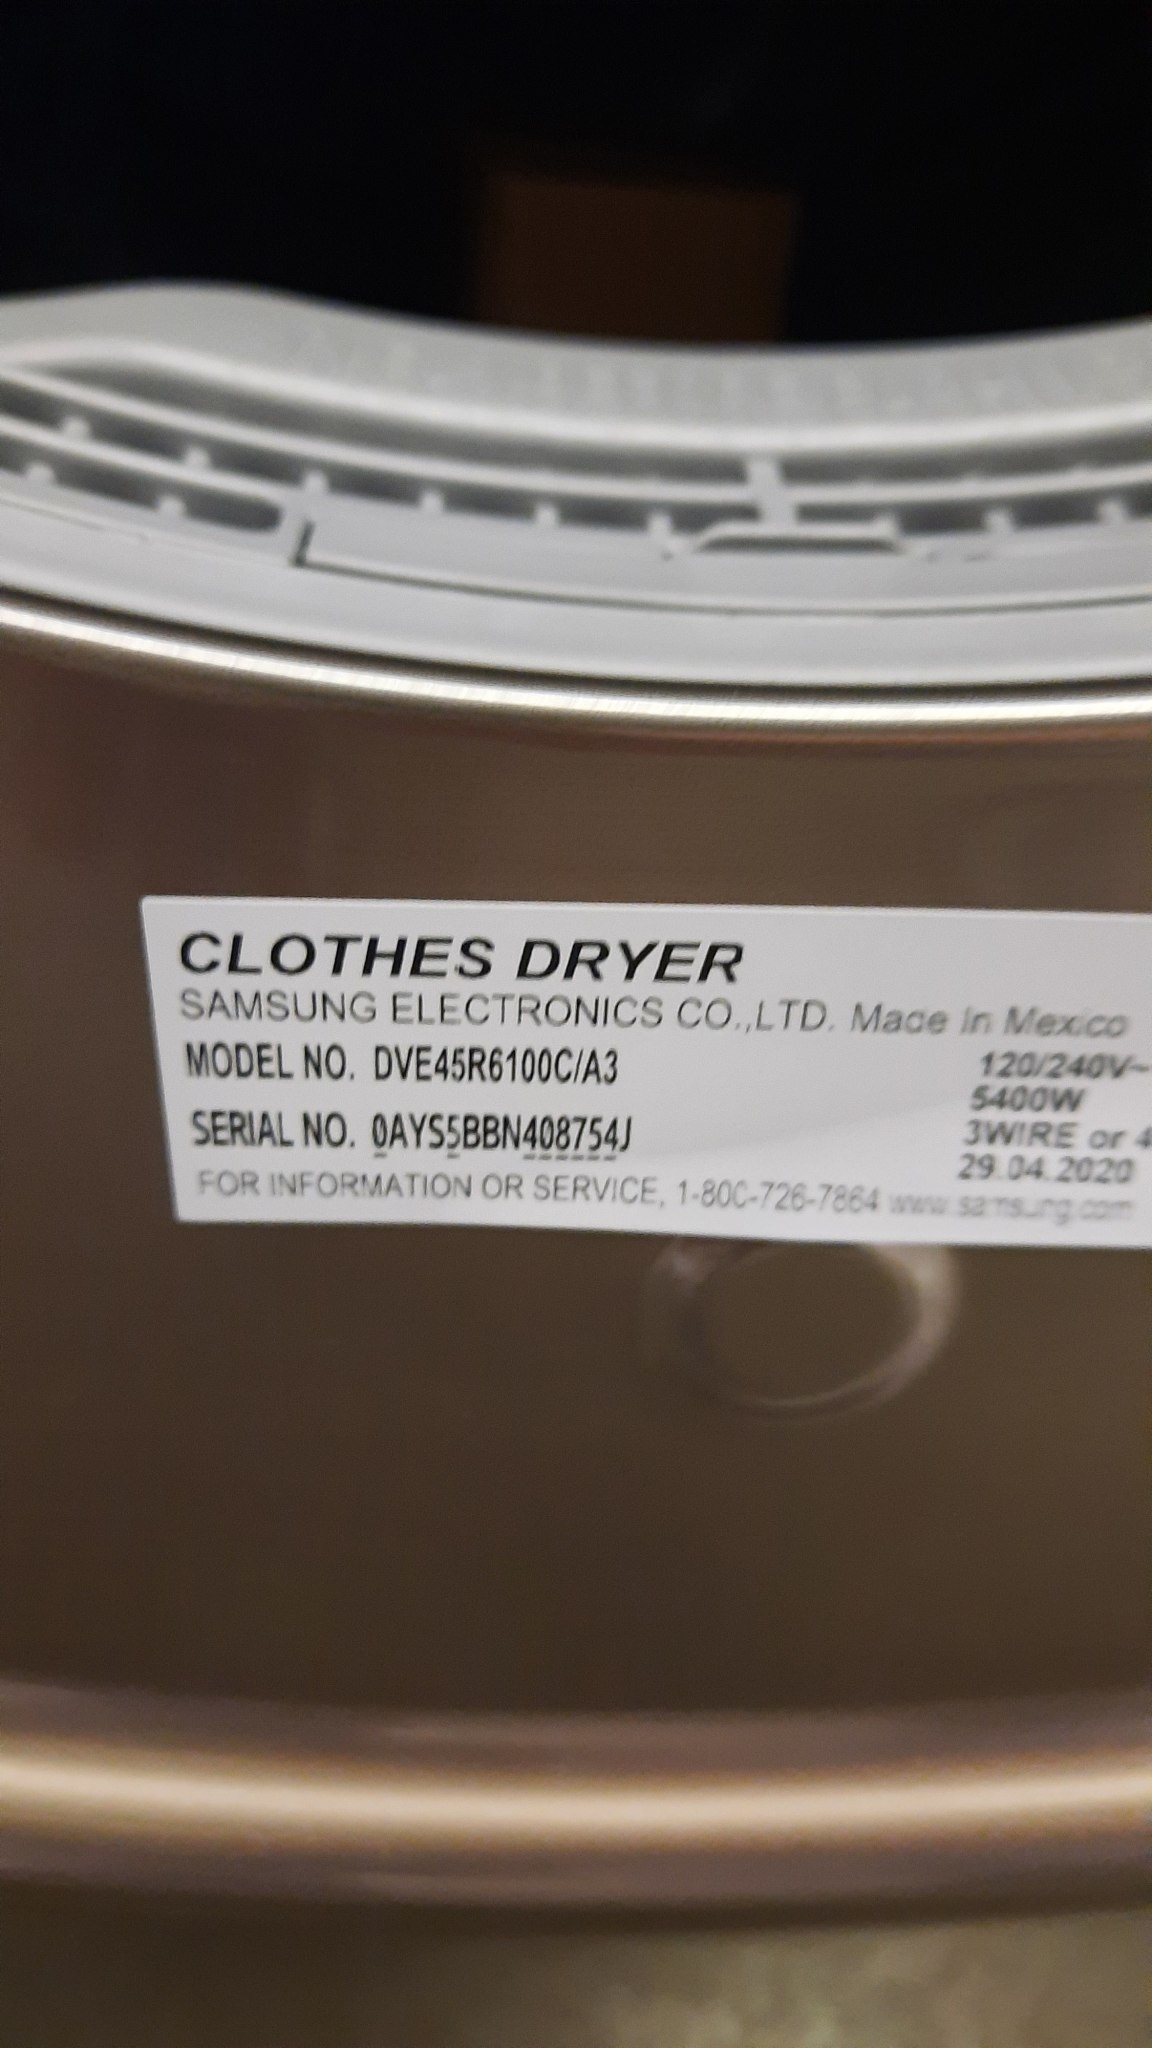 CLOTHES DRYER
SAMSUNG ELECTRONICS CO.,LTD. Made in Mexico
MODEL NO. DVE45R6100C/A3
120/240V~
5400W
SERIAL NO. 0AYS5BBN408754J
3WIRE or 4
29.04.2020
FOR INFORMATION OR SERVICE, 1-800-726-7864 www.samsung.com